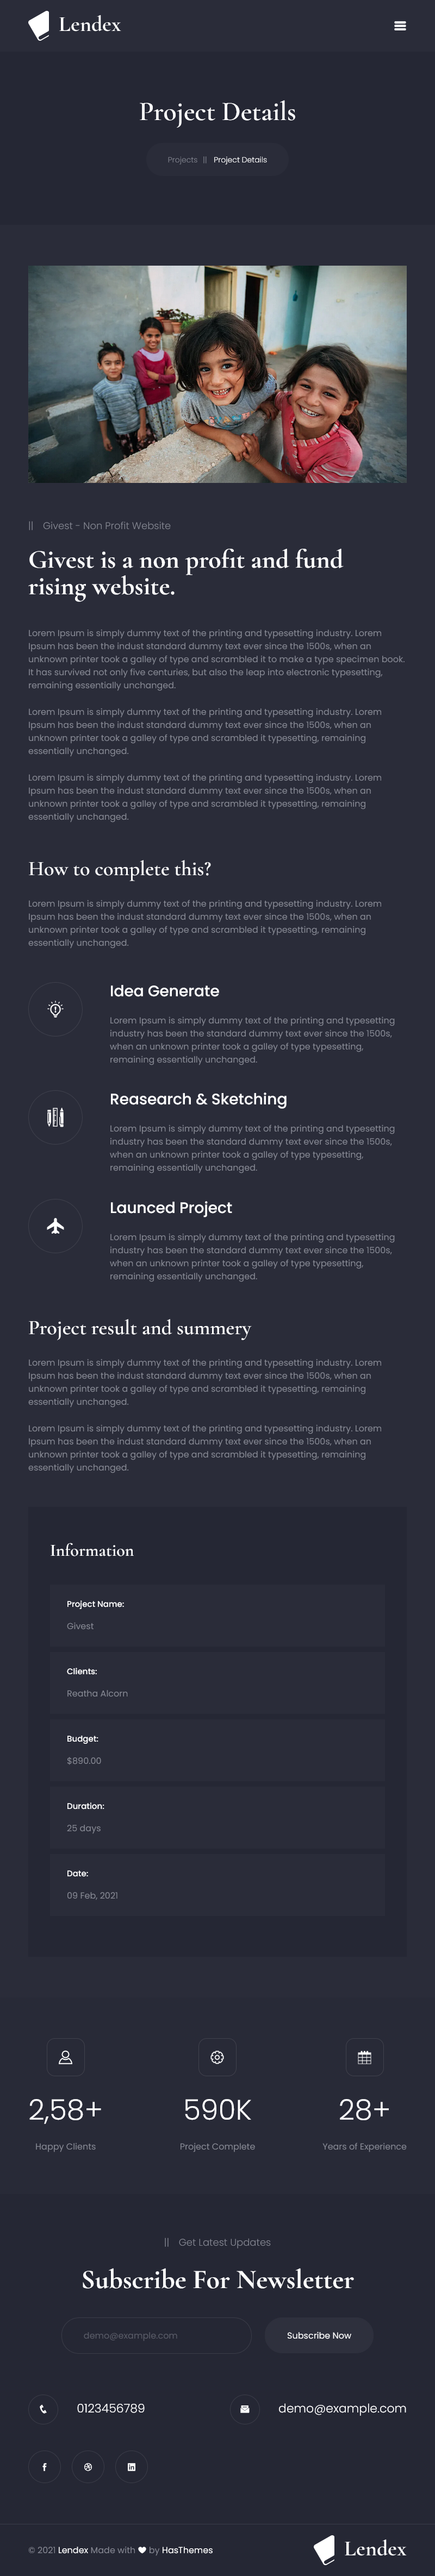 Lendex
Project Details
Projects || Project Details
|| Givest - Non Profit Website
Givest is a non profit and fund
rising website.
Lorem Ipsum is simply dummy text of the printing and typesetting industry. Lorem
Ipsum has been the indust standard dummy text ever since the 1500s, when an
unknown printer took a galley of type and scrambled it to make a type specimen book.
It has survived not only five centuries, but also the leap into electronic typesetting,
remaining essentially unchanged.
Lorem Ipsum is simply dummy text of the printing and typesetting industry. Lorem
Ipsum has been the indust standard dummy text ever since the 1500s, when an
unknown printer took a galley of type and scrambled it typesetting, remaining
essentially unchanged.
Lorem Ipsum is simply dummy text of the printing and typesetting industry. Lorem
Ipsum has been the indust standard dummy text ever since the 1500s, when an
unknown printer took a galley of type and scrambled it typesetting, remaining
essentially unchanged.
How to complete this?
Lorem Ipsum is simply dummy text of the printing and typesetting industry. Lorem
Ipsum has been the indust standard dummy text ever since the 1500s, when an
unknown printer took a galley of type and scrambled it typesetting, remaining
essentially unchanged.
Idea Generate
Lorem Ipsum is simply dummy text of the printing and typesetting
industry has been the standard dummy text ever since the 1500s,
when an unknown printer took a galley of type typesetting,
remaining essentially unchanged.
Reasearch & Sketching
Lorem Ipsum is simply dummy text of the printing and typesetting
industry has been the standard dummy text ever since the 1500s,
when an unknown printer took a galley of type typesetting,
remaining essentially unchanged.
Launced Project
Lorem Ipsum is simply dummy text of the printing and typesetting
industry has been the standard dummy text ever since the 1500s,
when an unknown printer took a galley of type typesetting,
remaining essentially unchanged.
Project result and summery
Lorem Ipsum is simply dummy text of the printing and typesetting industry. Lorem
Ipsum has been the indust standard dummy text ever since the 1500s, when an
unknown printer took a galley of type and scrambled it typesetting, remaining
essentially unchanged.
Lorem Ipsum is simply dummy text of the printing and typesetting industry. Lorem
Ipsum has been the indust standard dummy text ever since the 1500s, when an
unknown printer took a galley of type and scrambled it typesetting, remaining
essentially unchanged.
Information
Project Name:
Givest
Clients:
Reatha Alcorn
Budget:
$890.00
Duration:
25 days
Date:
09 Feb, 2021
2,58+ 590K 28+
Happy Clients Project Complete Years of Experience
|| Get Latest Updates
Subscribe For Newsletter
demo@example.com Subscribe Now
0123456789 demo@example.com
© 2021 Lendex Made with ❤ by HasThemes
Lendex